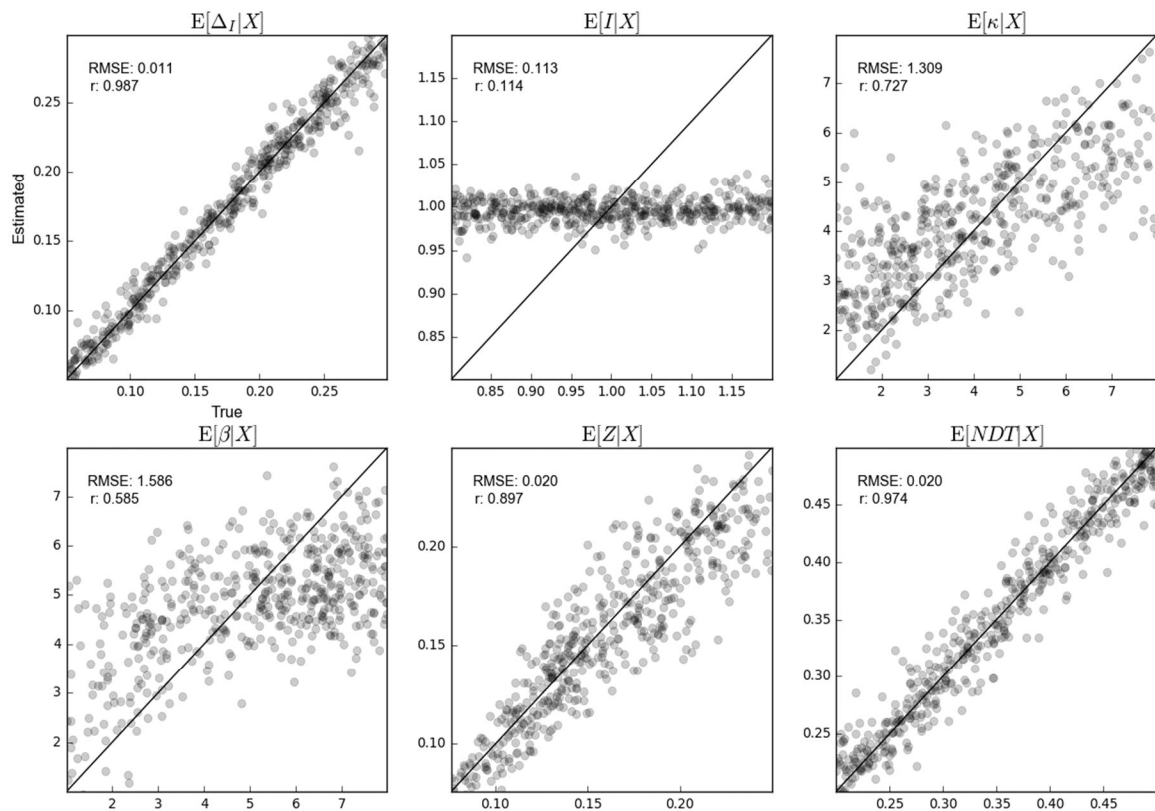 E[Δ_I|X]
RMSE: 0.011
r: 0.987
0.25
0.20
0.15
0.10
Estimated
0.10 0.15 0.20 0.25
True
E[I|X]
RMSE: 0.113
r: 0.114
1.15
1.10
1.05
1.00
0.95
0.90
0.85
0.85 0.90 0.95 1.00 1.05 1.10 1.15
E[κ|X]
RMSE: 1.309
r: 0.727
7
6
5
4
3
2
2 3 4 5 6 7
E[β|X]
RMSE: 1.586
r: 0.585
7
6
5
4
3
2
2 3 4 5 6 7
E[Z|X]
RMSE: 0.020
r: 0.897
0.20
0.15
0.10
0.10 0.15 0.20
E[NDT|X]
RMSE: 0.020
r: 0.974
0.45
0.40
0.35
0.30
0.25
0.25 0.30 0.35 0.40 0.45